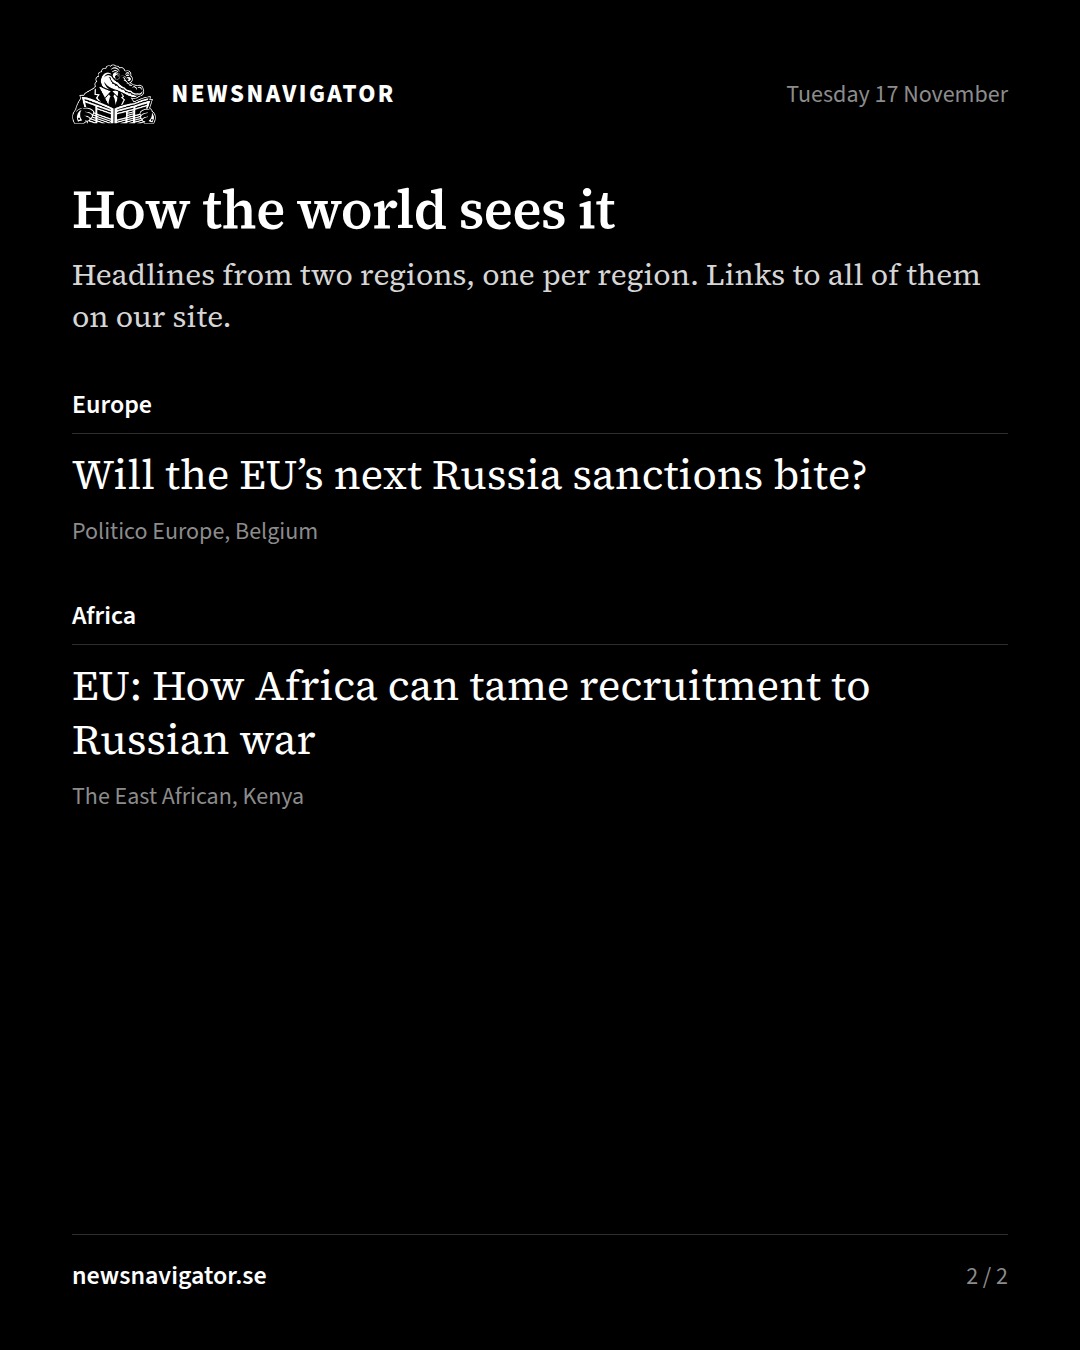 NEWSNAVIGATOR
Tuesday 17 November
How the world sees it
Headlines from two regions, one per region. Links to all of them
on our site.
Europe
Will the EU’s next Russia sanctions bite?
Politico Europe, Belgium
Africa
EU: How Africa can tame recruitment to
Russian war
The East African, Kenya
newsnavigator.se
2 / 2